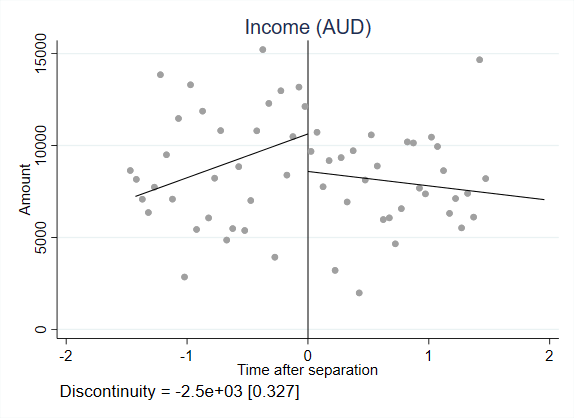 Income (AUD)
15000
10000
5000
0
Amount
-2
-1
0
1
2
Time after separation
Discontinuity = -2.5e+03 [0.327]